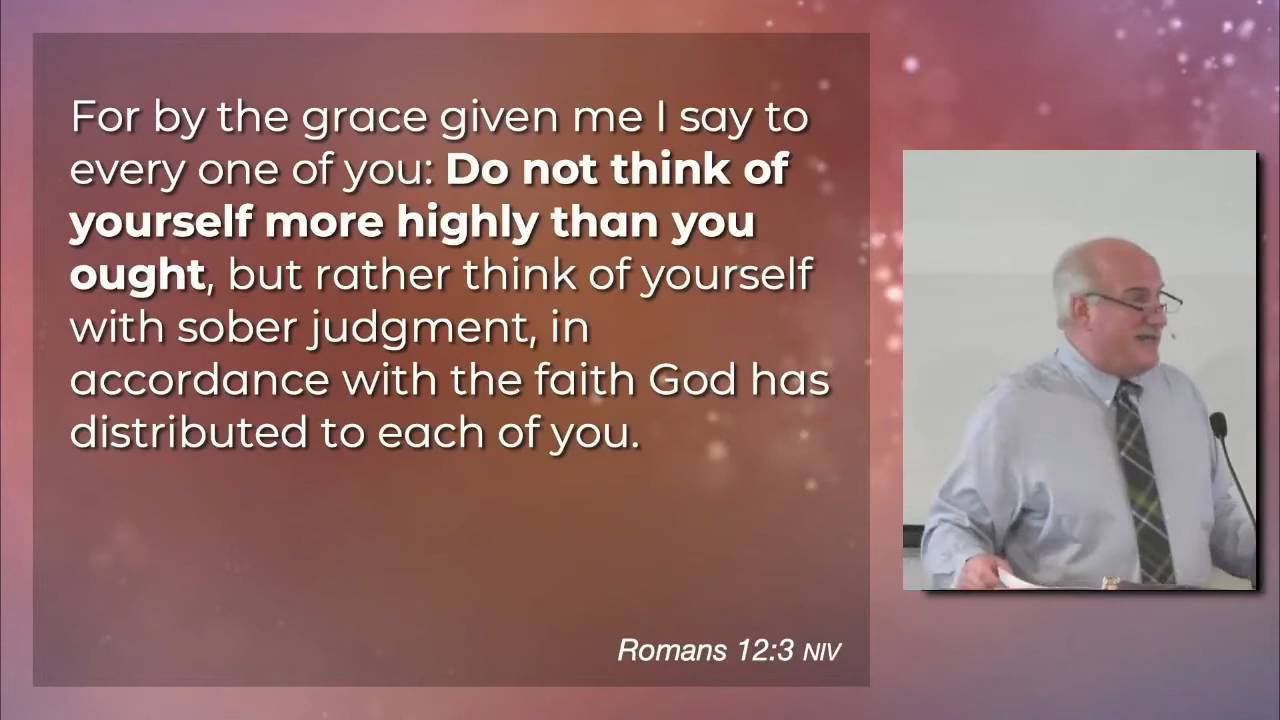 For by the grace given me I say to
every one of you: Do not think of
yourself more highly than you
ought, but rather think of yourself
with sober judgment, in
accordance with the faith God has
distributed to each of you.
Romans 12:3 NIV